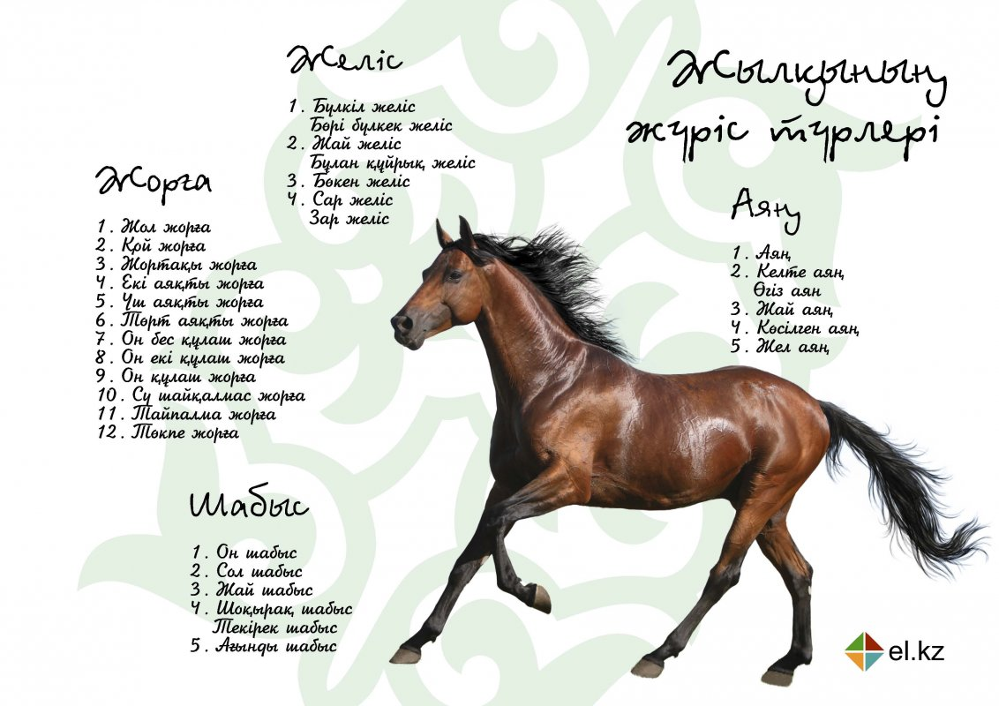 Жылқының
жүріс түрлері
Желіс
1. Бүлкіл желіс
Бөрі бүлкек желіс
2. Жай желіс
Бұлан құйрық желіс
3. Бөкен желіс
4. Сар желіс
Зар желіс
Жорға
1. Жол жорға
2. Қой жорға
3. Жортақы жорға
4. Екі аяқты жорға
5. Үш аяқты жорға
6. Төрт аяқты жорға
7. Он бес құлаш жорға
8. Он екі құлаш жорға
9. Он құлаш жорға
10. Су шайқалмас жорға
11. Тайпалма жорға
12. Төкпе жорға
Аяң
1. Аяң
2. Келте аяң
Өгіз аян
3. Жай аяң
4. Көсілген аяң
5. Жел аяң
Шабыс
1. Он шабыс
2. Сол шабыс
3. Жай шабыс
4. Шоқырақ шабыс
Текірек шабыс
5. Ағынды шабыс
el.kz